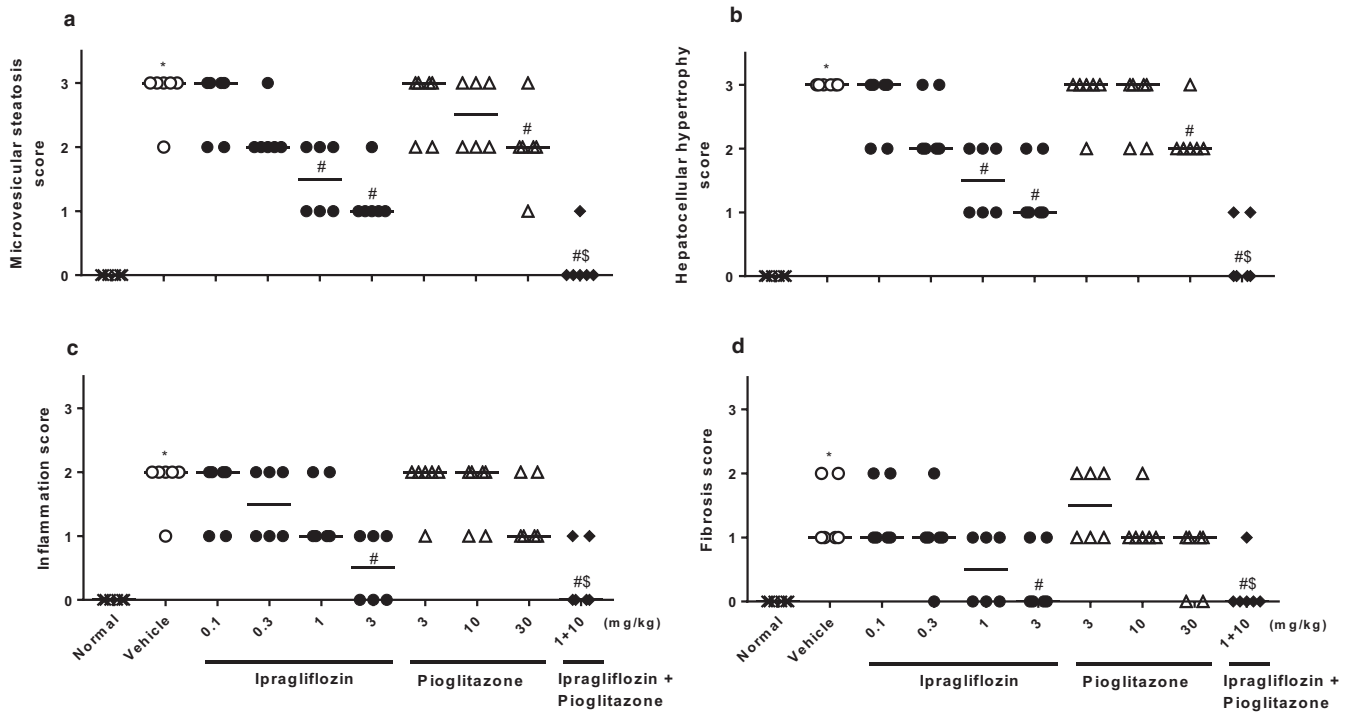 a
Microvesicular steatosis
score
3
2
1
0
*
#
#
#
#$
b
Hepatocellular hypertrophy
score
3
2
1
0
*
#
#
#
#$
c
Inflammation score
3
2
1
0
*
#
#$
Normal
Vehicle
0.1
0.3
1
3
3
10
30
1+10
(mg/kg)
Ipragliflozin
Pioglitazone
Ipragliflozin +
Pioglitazone
d
Fibrosis score
3
2
1
0
*
#
#$
Normal
Vehicle
0.1
0.3
1
3
3
10
30
1+10
(mg/kg)
Ipragliflozin
Pioglitazone
Ipragliflozin +
Pioglitazone